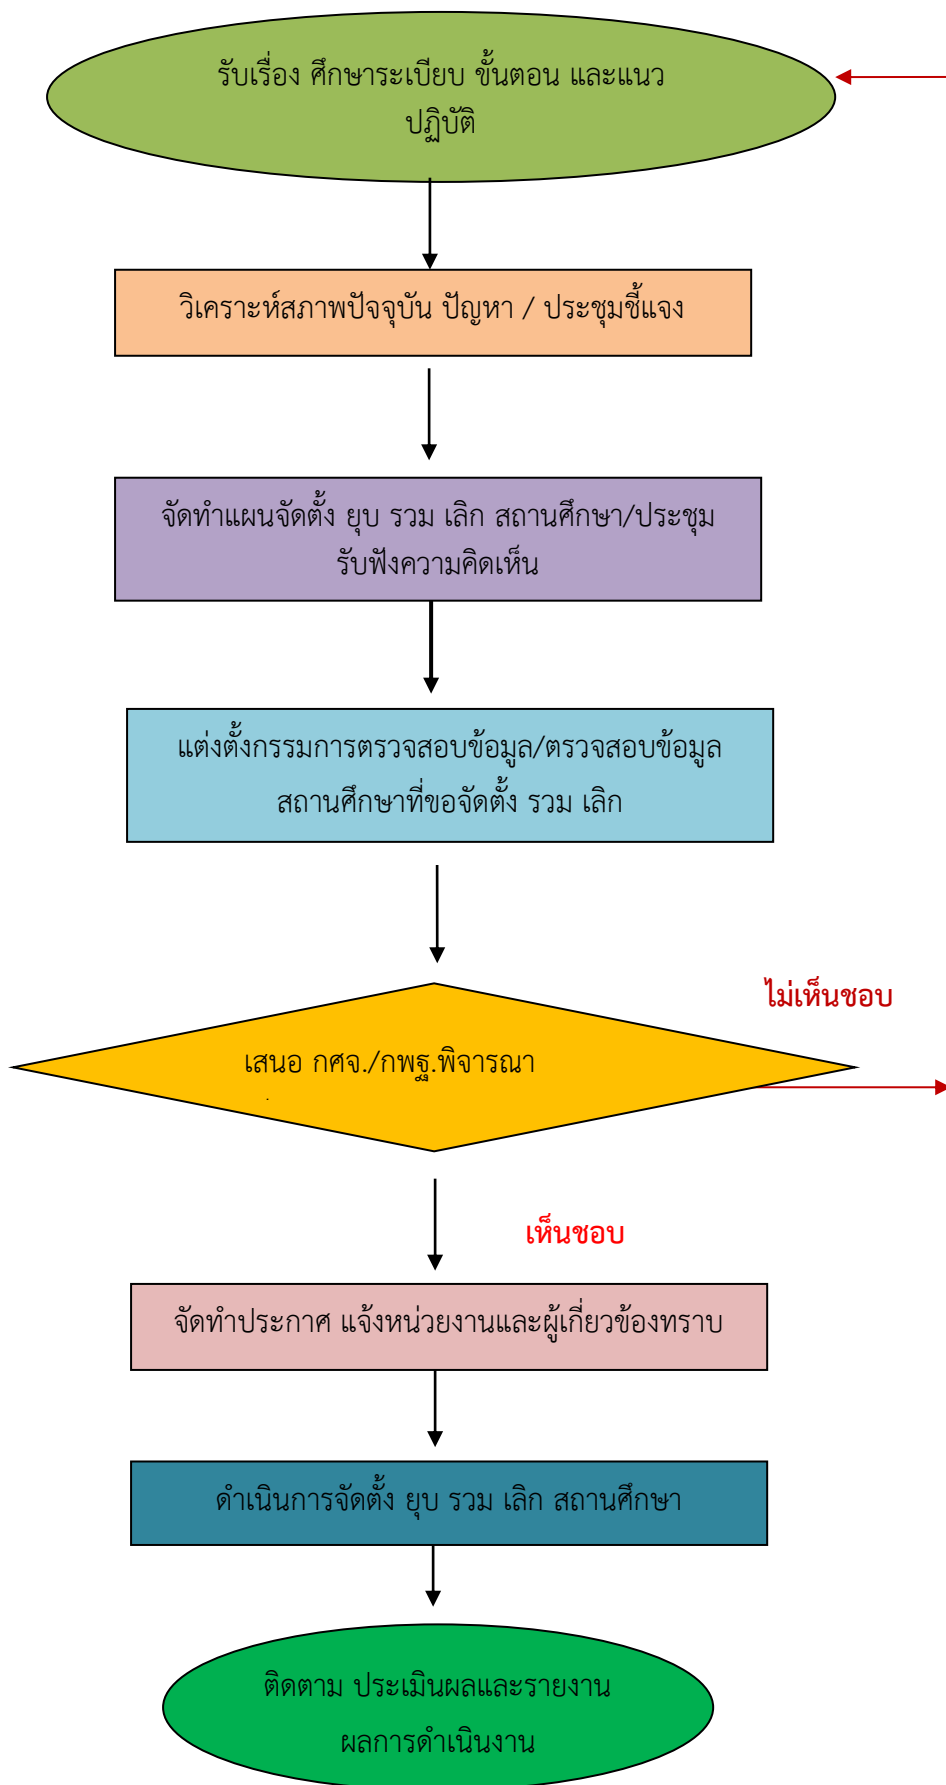 รับเรื่อง ศึกษาระเบียบ ขั้นตอน และแนว
ปฏิบัติ
วิเคราะห์สภาพปัจจุบัน ปัญหา / ประชุมชี้แจง
จัดทำแผนจัดตั้ง ยุบ รวม เลิก สถานศึกษา/ประชุม
รับฟังความคิดเห็น
แต่งตั้งกรรมการตรวจสอบข้อมูล/ตรวจสอบข้อมูล
สถานศึกษาที่ขอจัดตั้ง รวม เลิก
ไม่เห็นชอบ
เสนอ กศจ./กพฐ.พิจารณา
เห็นชอบ
จัดทำประกาศ แจ้งหน่วยงานและผู้เกี่ยวข้องทราบ
ดำเนินการจัดตั้ง ยุบ รวม เลิก สถานศึกษา
ติดตาม ประเมินผลและรายงาน
ผลการดำเนินงาน